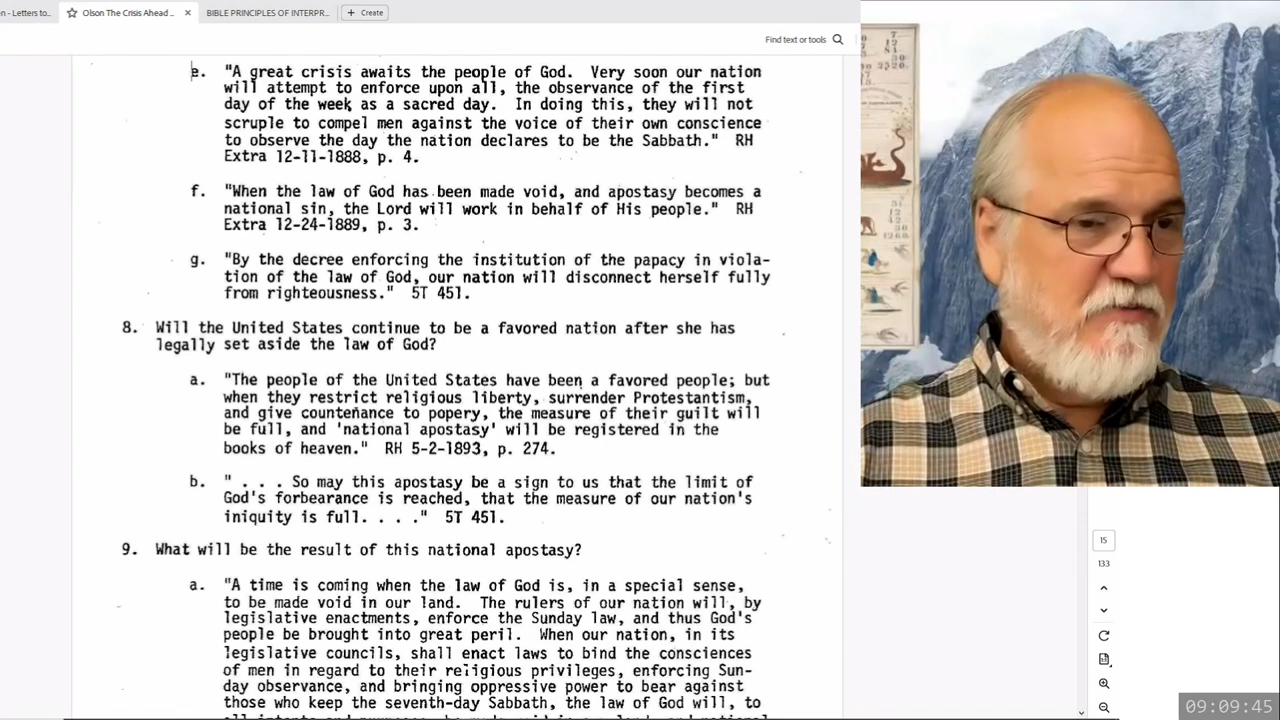 n - Letters to...
Olson The Crisis Ahead ...
BIBLE PRINCIPLES OF INTERPR...
Create
Find text or tools
e. "A great crisis awaits the people of God. Very soon our nation
will attempt to enforce upon all, the observance of the first
day of the week as a sacred day. In doing this, they will not
scruple to compel men against the voice of their own conscience
to observe the day the nation declares to be the Sabbath." RH
Extra 12-11-1888, p. 4.
f. "When the law of God has been made void, and apostasy becomes a
national sin, the Lord will work in behalf of His people." RH
Extra 12-24-1889, p. 3.
g. "By the decree enforcing the institution of the papacy in viola-
tion of the law of God, our nation will disconnect herself fully
from righteousness." 5T 451.
8. Will the United States continue to be a favored nation after she has
legally set aside the law of God?
a. "The people of the United States have been a favored people; but
when they restrict religious liberty, surrender Protestantism,
and give countenance to popery, the measure of their guilt will
be full, and 'national apostasy' will be registered in the
books of heaven." RH 5-2-1893, p. 274.
b. " . . . So may this apostasy be a sign to us that the limit of
God's forbearance is reached, that the measure of our nation's
iniquity is full. . . ." 5T 451.
9. What will be the result of this national apostasy?
a. "A time is coming when the law of God is, in a special sense,
to be made void in our land. The rulers of our nation will, by
legislative enactments, enforce the Sunday law, and thus God's
people be brought into great peril. When our nation, in its
legislative councils, shall enact laws to bind the consciences
of men in regard to their religious privileges, enforcing Sun-
day observance, and bringing oppressive power to bear against
those who keep the seventh-day Sabbath, the law of God will, to
15
133
09:09:45